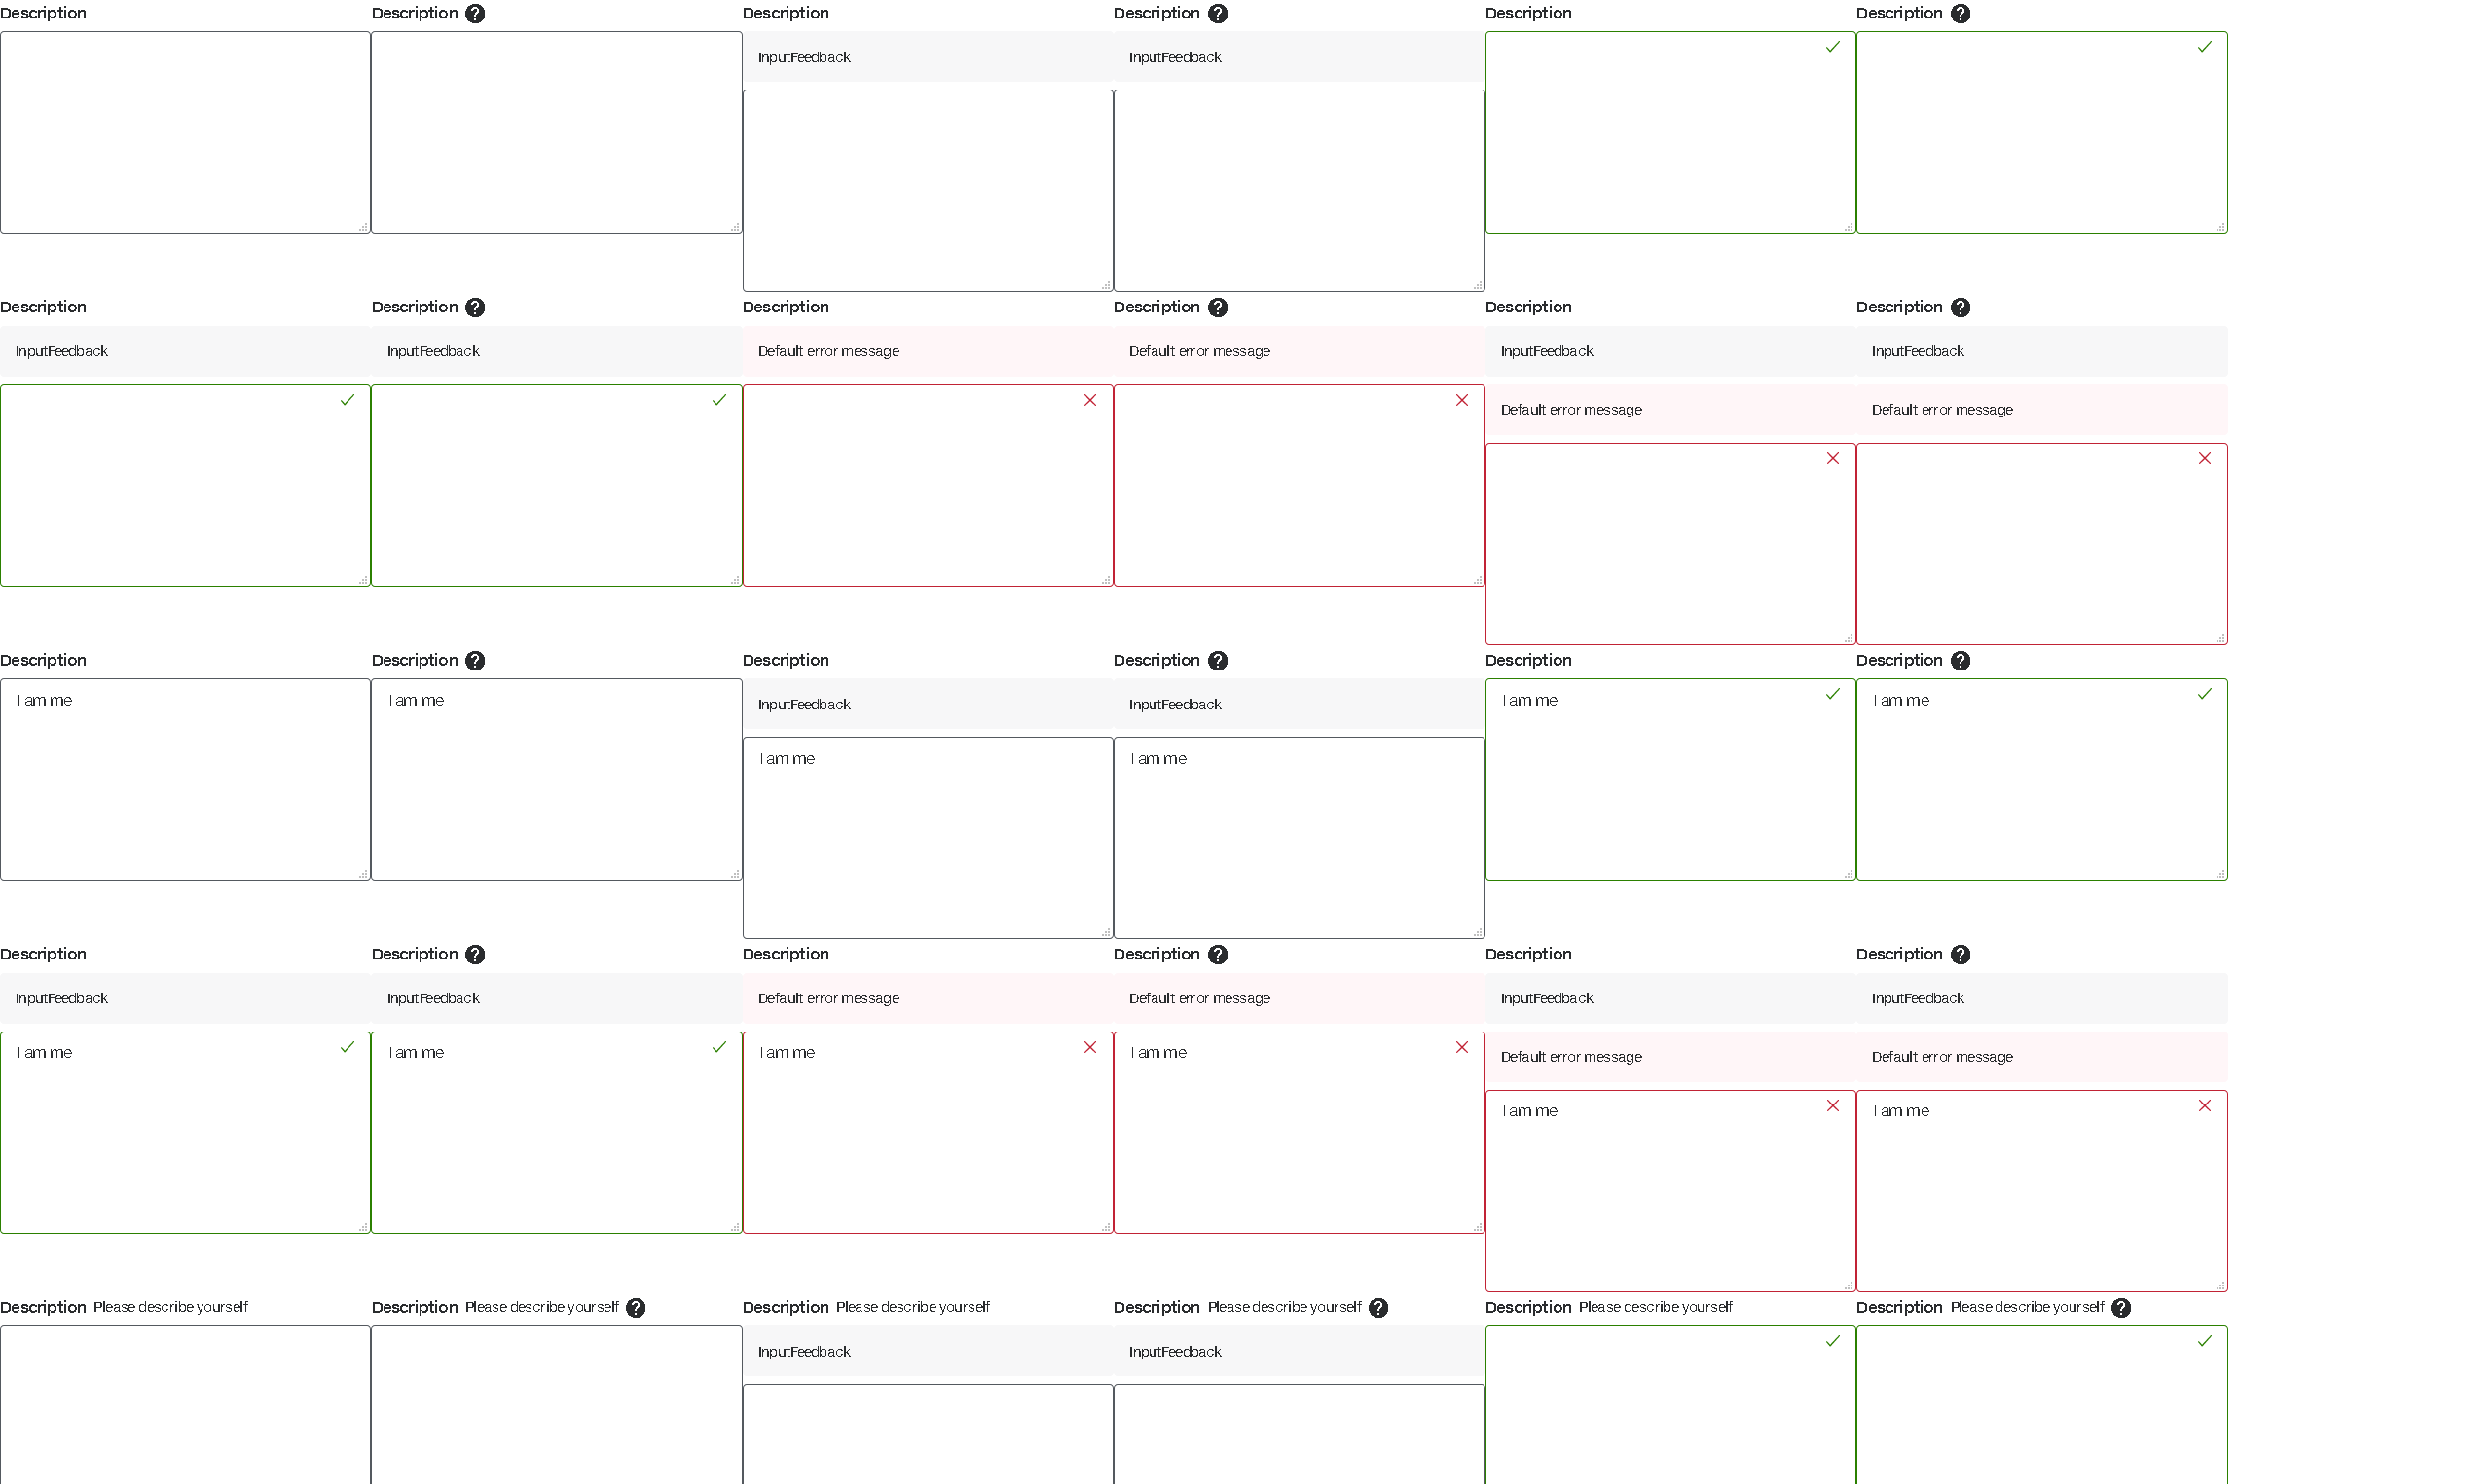 Description Description ? Description Description ? Description Description ?
InputFeedback InputFeedback
Description Description ? Description Description ? Description Description ?
InputFeedback InputFeedback Default error message Default error message InputFeedback InputFeedback
Default error message Default error message
Description Description ? Description Description ? Description Description ?
I am me I am me InputFeedback InputFeedback I am me I am me
I am me I am me
Description Description ? Description Description ? Description Description ?
InputFeedback InputFeedback Default error message Default error message InputFeedback InputFeedback
I am me I am me I am me I am me Default error message Default error message
I am me I am me
Description Please describe yourself Description Please describe yourself ? Description Please describe yourself Description Please describe yourself ? Description Please describe yourself Description Please describe yourself ?
InputFeedback InputFeedback